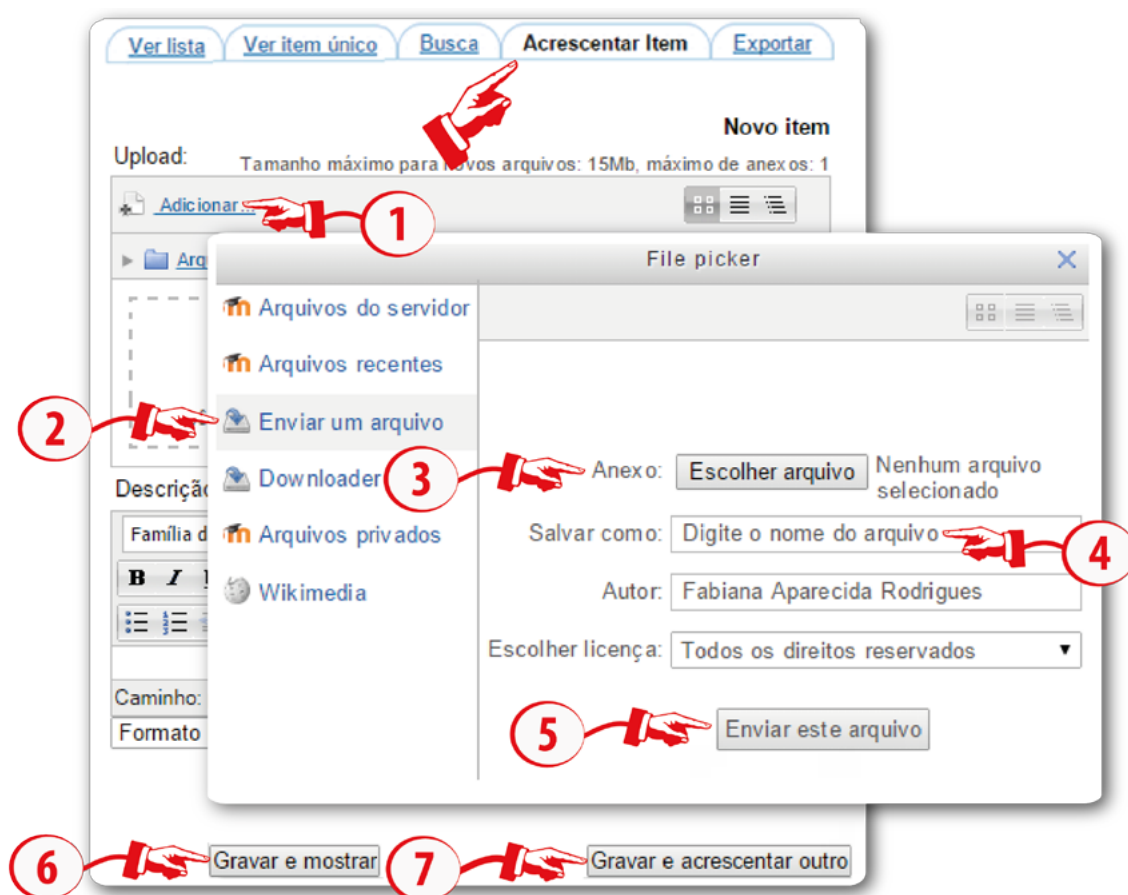 Ver lista Ver item único Busca Acrescentar Item Exportar
Novo item
Upload: Tamanho máximo para novos arquivos: 15Mb, máximo de anexos: 1
Adicionar...
1
File picker
Arquivos do servidor
Arquivos recentes
2
Enviar um arquivo
Downloader
Arquivos privados
Wikimedia
3
Anexo: Escolher arquivo Nenhum arquivo
selecionado
Salvar como: Digite o nome do arquivo
4
Autor: Fabiana Aparecida Rodrigues
Escolher licença: Todos os direitos reservados
5
Enviar este arquivo
B I
Caminho:
Formato
6
Gravar e mostrar
7
Gravar e acrescentar outro